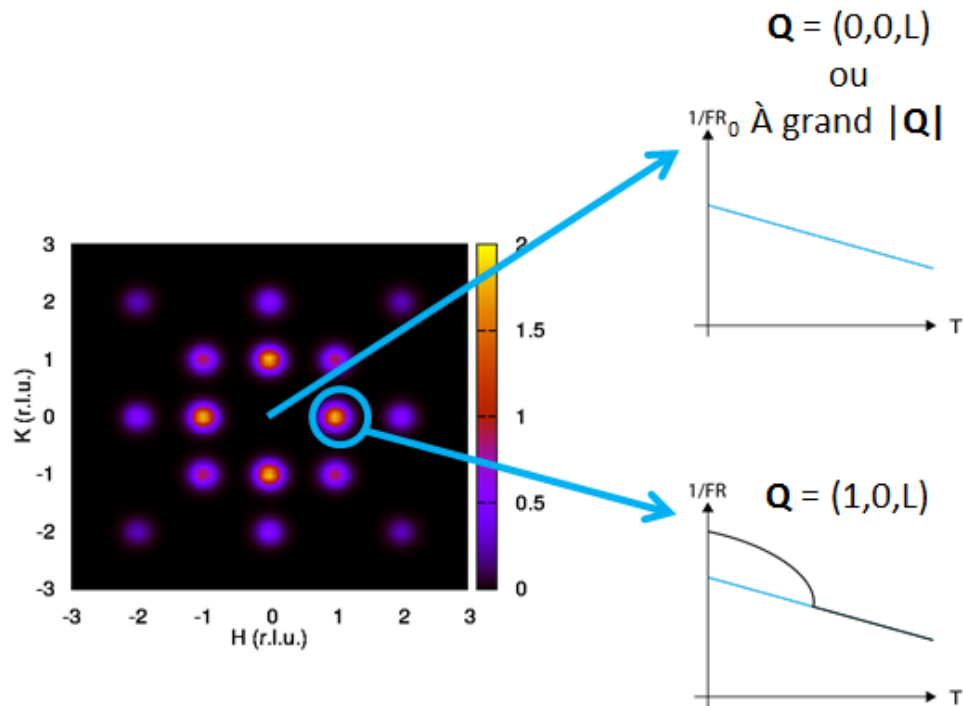 Q = (0,0,L)
ou
À grand |Q|
1/FR₀
T
3
2
1
0
-1
-2
-3
K (r.l.u.)
-3 -2 -1 0 1 2 3
H (r.l.u.)
2
1.5
1
0.5
0
1/FR
Q = (1,0,L)
T